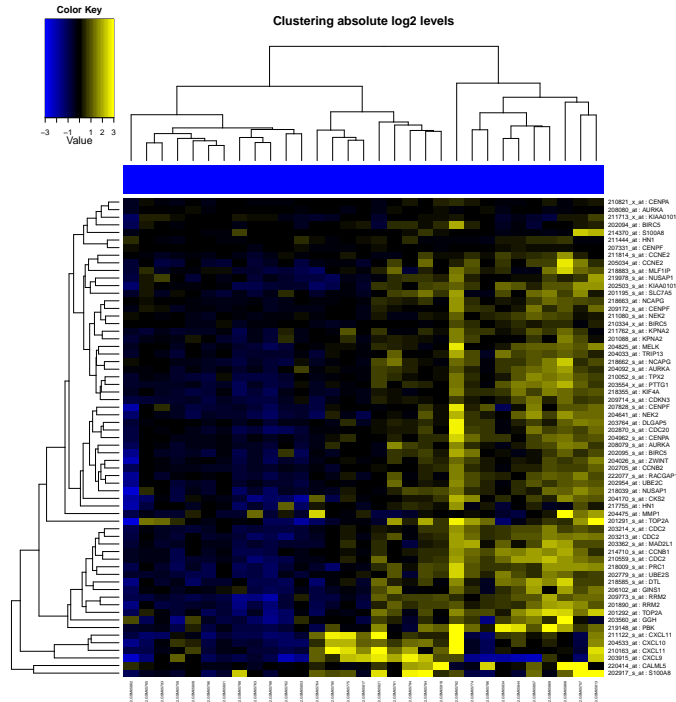 Color Key
Clustering absolute log2 levels
−3 −1 1 2 3
Value
210821_x_at : CENPA
208080_at : AURKA
211713_x_at : KIAA0101
202094_at : BIRC5
214370_at : S100A8
211444_at : HN1
207331_at : CENPF
211814_s_at : CCNE2
205034_at : CCNE2
218883_s_at : MLF1IP
219978_s_at : NUSAP1
202503_s_at : KIAA0101
201195_s_at : SLC7A5
218663_at : NCAPG
209172_s_at : CENPF
211080_s_at : NEK2
210334_x_at : BIRC5
211762_s_at : KPNA2
201088_at : KPNA2
204825_at : MELK
204033_at : TRIP13
218662_s_at : NCAPG
204092_s_at : AURKA
210052_s_at : TPX2
203554_x_at : PTTG1
218355_at : KIF4A
209714_s_at : CDKN3
207828_s_at : CENPF
204641_at : NEK2
203764_at : DLGAP5
202870_s_at : CDC20
204962_s_at : CENPA
208079_s_at : AURKA
202095_s_at : BIRC5
204026_s_at : ZWINT
202705_at : CCNB2
222077_s_at : RACGAP
202954_at : UBE2C
218039_at : NUSAP1
204170_s_at : CKS2
217755_at : HN1
204475_at : MMP1
201291_s_at : TOP2A
203214_x_at : CDC2
203213_at : CDC2
203362_s_at : MAD2L1
214710_s_at : CCNB1
210559_s_at : CDC2
218009_s_at : PRC1
202779_s_at : UBE2S
218585_s_at : DTL
206102_at : GINS1
209773_s_at : RRM2
201890_at : RRM2
201292_at : TOP2A
203560_at : GGH
219148_at : PBK
211122_s_at : CXCL11
204533_at : CXCL10
210163_at : CXCL11
203915_at : CXCL9
220414_at : CALML5
202917_s_at : S100A8